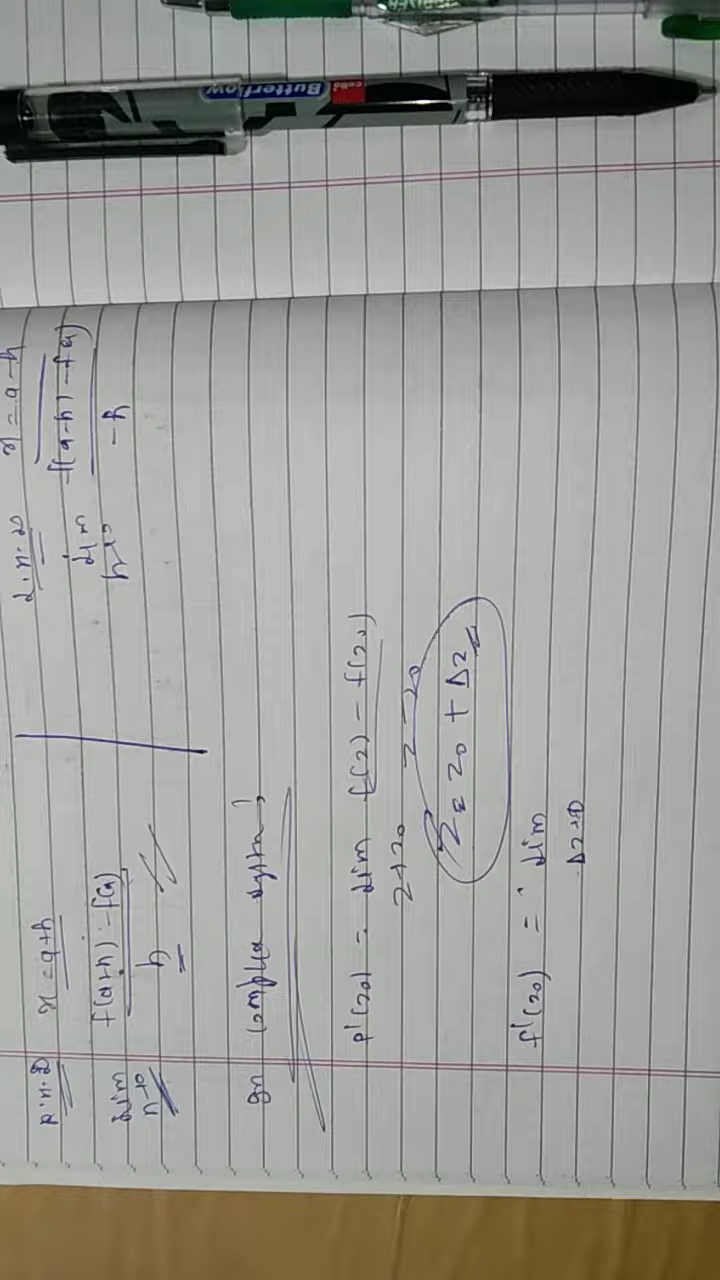 R.H.D x = a+h
lim f(a+h) - f(a)
h→0 h
L.H.D x = a-h
lim f(a-h) - f(a)
h→0 -h
In complex system,
f'(z0) = lim f(z) - f(z0)
z→z0 z - z0
z = z0 + Δz
f'(z0) = lim
Δz→0
cello
Butterflow